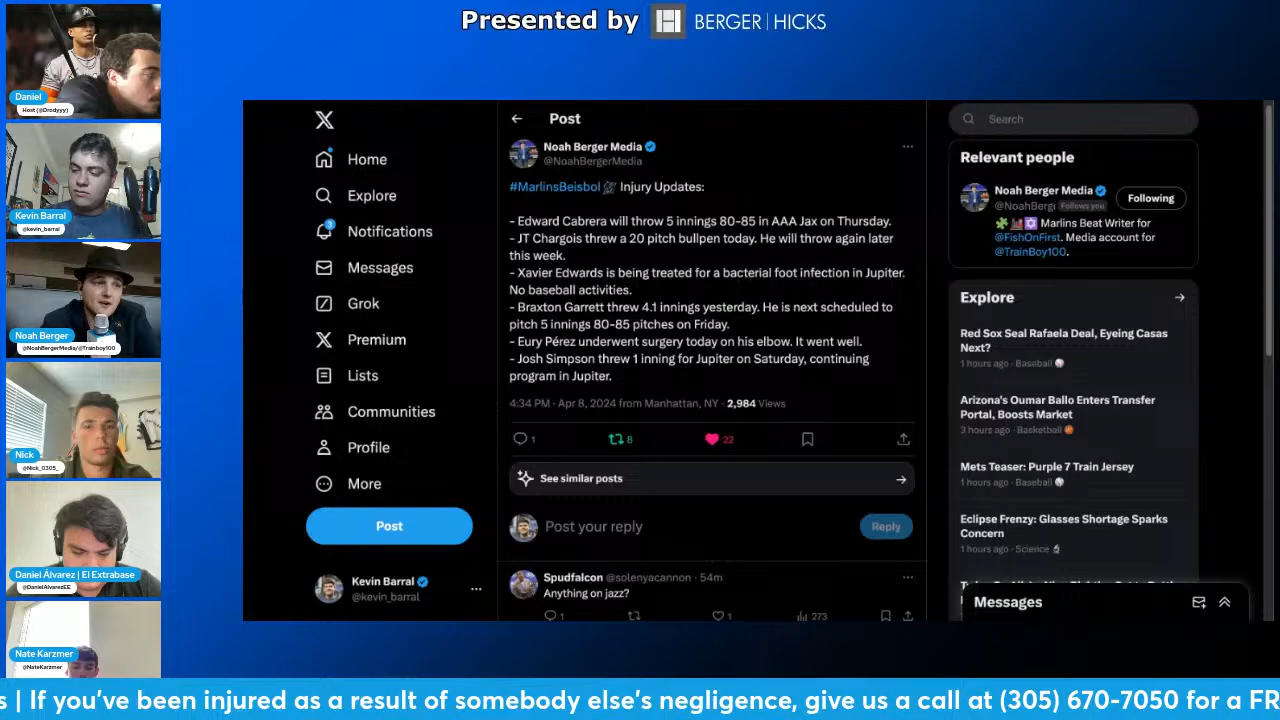 Presented by BERGER | HICKS
Daniel
Host (@Drodyyy)
Kevin Barral
@kevin_barral
Noah Berger
@NoahBergerMedia/@Trainboy100
Nick
@Nick_0305_
Daniel Álvarez | El Extrabase
@DanielAlvarezEE
Nate Karzmer
@NateKarzmer
Home
Explore
Notifications
3
Messages
Grok
Premium
Lists
Communities
Profile
More
Post
Kevin Barral
@kevin_barral
Post
Noah Berger Media
@NoahBergerMedia
#MarlinsBeisbol Injury Updates:
- Edward Cabrera will throw 5 innings 80-85 in AAA Jax on Thursday.
- JT Chargois threw a 20 pitch bullpen today. He will throw again later
this week.
- Xavier Edwards is being treated for a bacterial foot infection in Jupiter.
No baseball activities.
- Braxton Garrett threw 4.1 innings yesterday. He is next scheduled to
pitch 5 innings 80-85 pitches on Friday.
- Eury Pérez underwent surgery today on his elbow. It went well.
- Josh Simpson threw 1 inning for Jupiter on Saturday, continuing
program in Jupiter.
4:34 PM · Apr 8, 2024 from Manhattan, NY · 2,984 Views
1 8 22
See similar posts
Post your reply
Reply
Spudfalcon @solenyacannon · 54m
Anything on jazz?
1 1 273
Search
Relevant people
Noah Berger Media
@NoahBergi Follows you
Following
Marlins Beat Writer for
@FishOnFirst. Media account for
@TrainBoy100.
Explore
Red Sox Seal Rafaela Deal, Eyeing Casas
Next?
1 hours ago · Baseball
Arizona's Oumar Ballo Enters Transfer
Portal, Boosts Market
3 hours ago · Basketball
Mets Teaser: Purple 7 Train Jersey
1 hours ago · Baseball
Eclipse Frenzy: Glasses Shortage Sparks
Concern
1 hours ago · Science
Messages
s | If you've been injured as a result of somebody else's negligence, give us a call at (305) 670-7050 for a FR